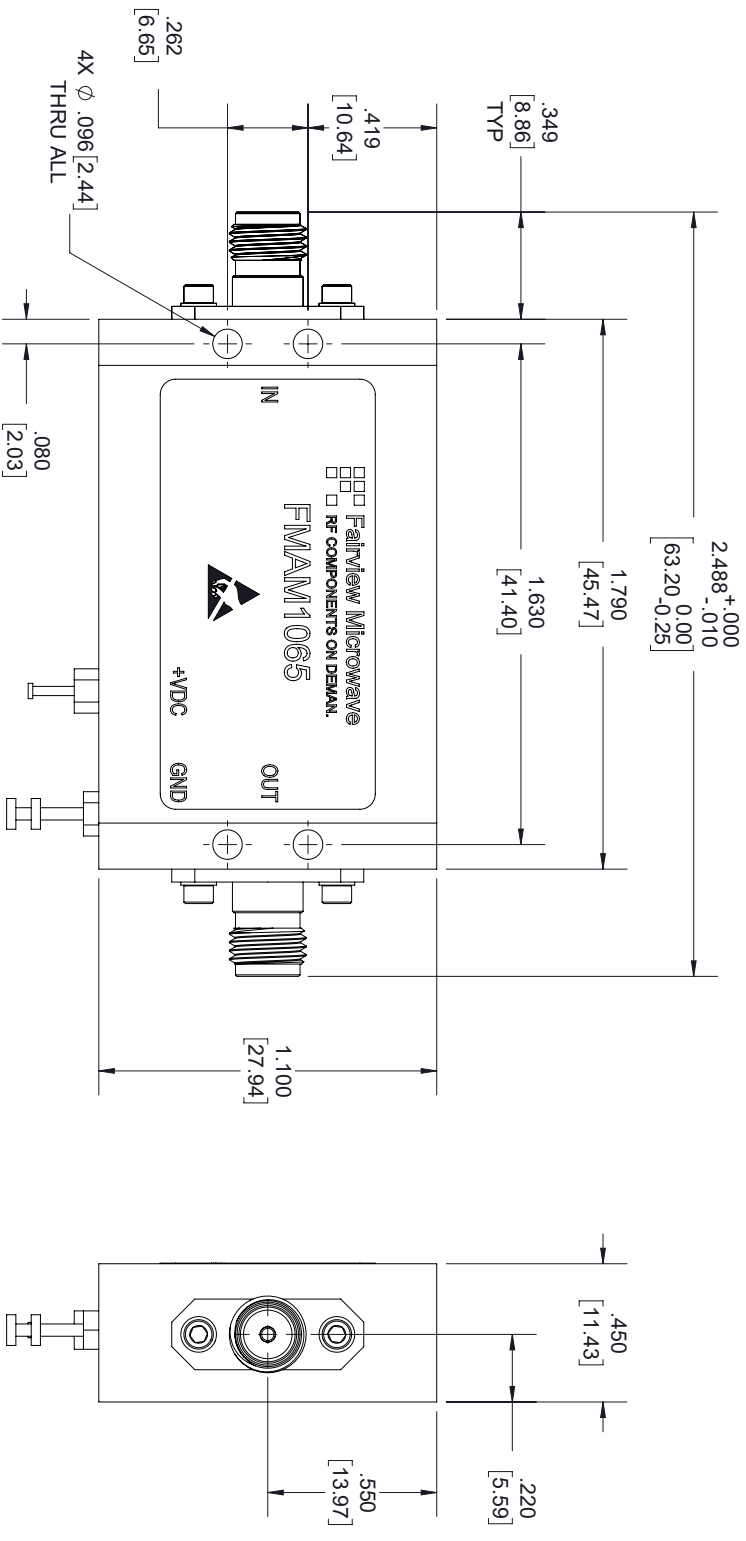 2.488 +.000 -.010
[63.20 0.00 -0.25]
1.790
[45.47]
1.630
[41.40]
.349
[8.86]
TYP
.419
[10.64]
.262
[6.65]
4X Ø .096 [2.44]
THRU ALL
.080
[2.03]
IN
Fairview Microwave
RF COMPONENTS ON DEMAN.
FMAM1065
OUT
+VDC GND
1.100
[27.94]
.450
[11.43]
.220
[5.59]
.550
[13.97]